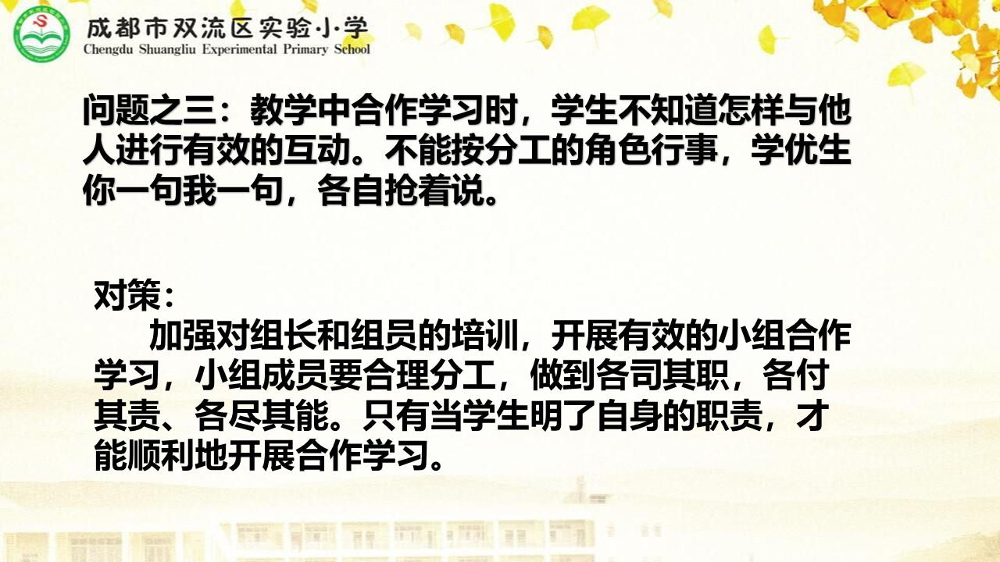 成都市双流区实验小学
Chengdu Shuangliu Experimental Primary School
问题之三：教学中合作学习时，学生不知道怎样与他
人进行有效的互动。不能按分工的角色行事，学优生
你一句我一句，各自抢着说。
对策：
加强对组长和组员的培训，开展有效的小组合作
学习，小组成员要合理分工，做到各司其职，各付
其责、各尽其能。只有当学生明了自身的职责，才
能顺利地开展合作学习。